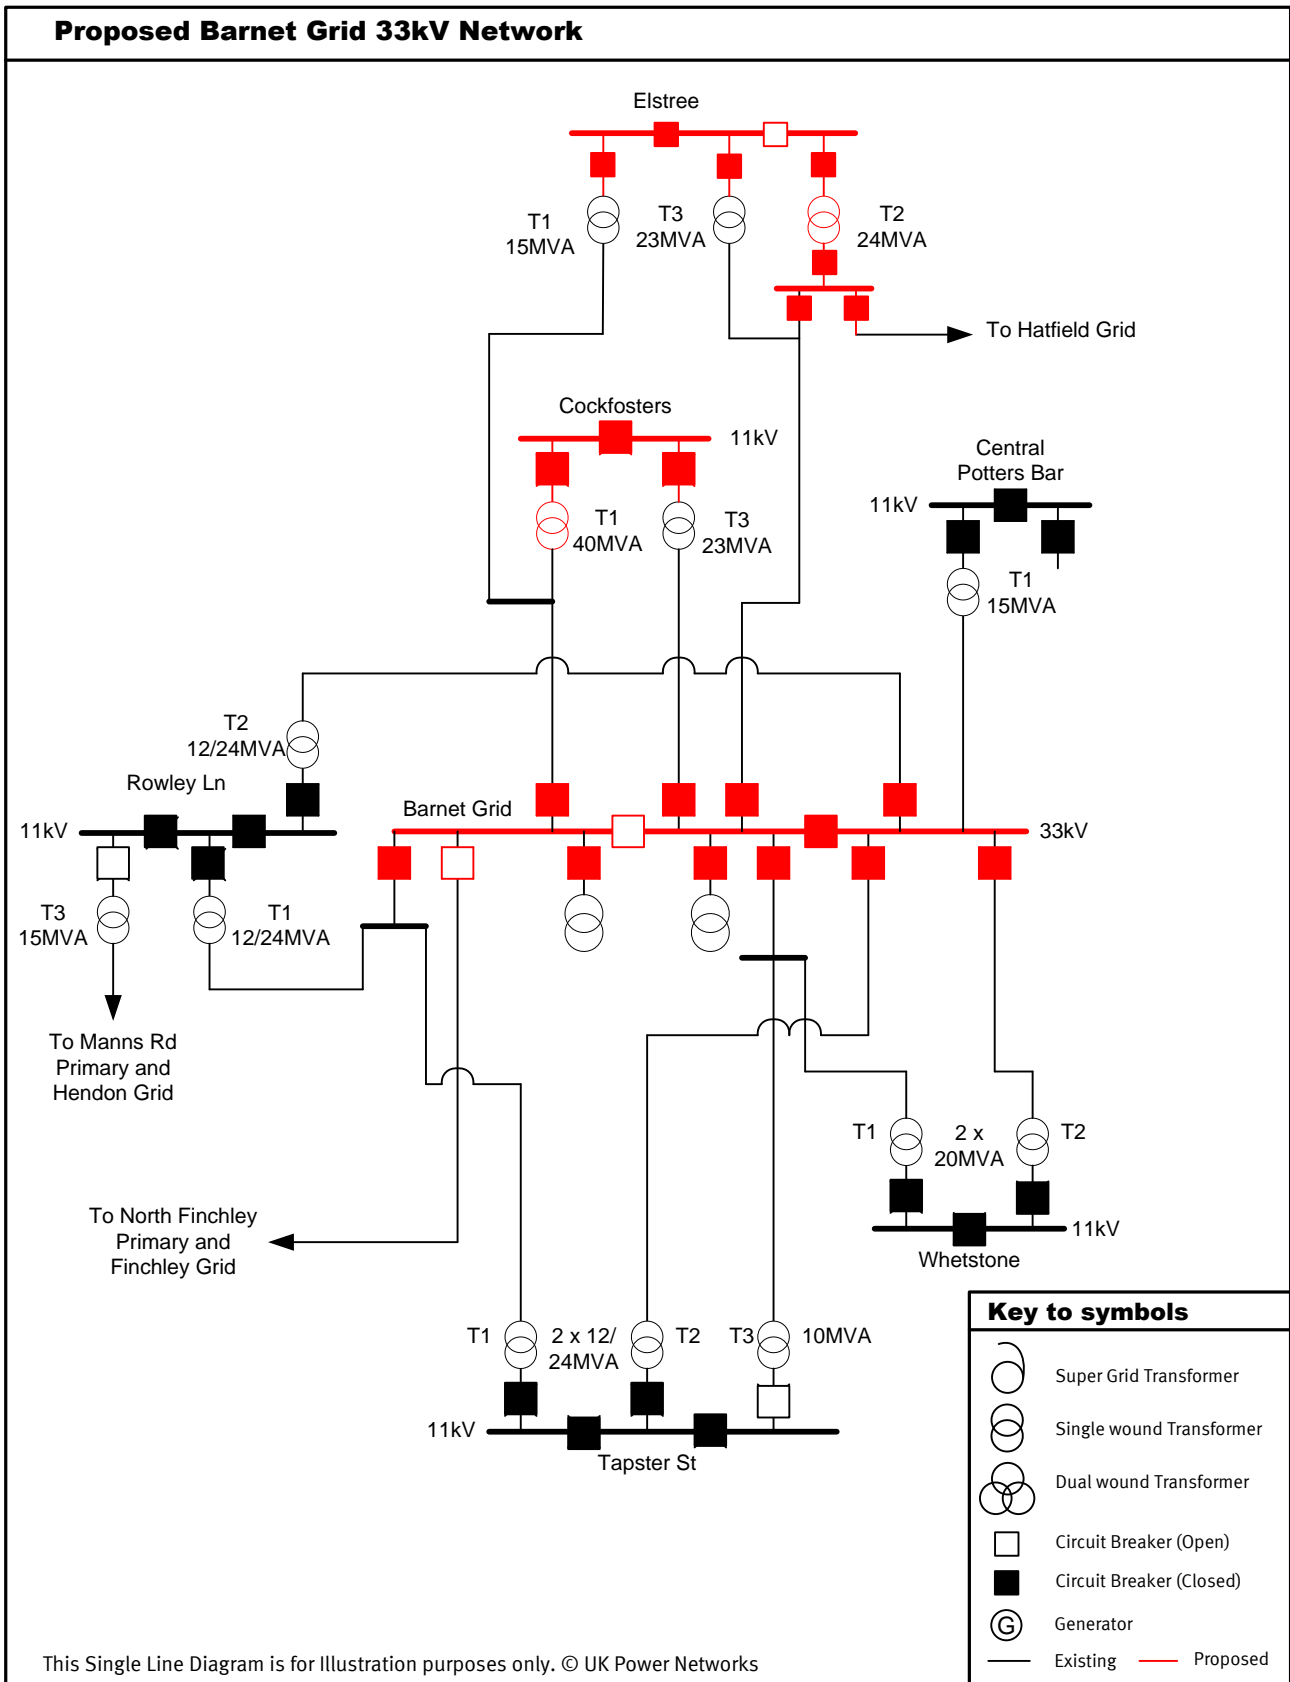 Proposed Barnet Grid 33kV Network
Elstree
T1
15MVA
T3
23MVA
T2
24MVA
To Hatfield Grid
Cockfosters
11kV
T1
40MVA
T3
23MVA
Central
Potters Bar
11kV
T1
15MVA
T2
12/24MVA
Rowley Ln
11kV
Barnet Grid
33kV
T3
15MVA
T1
12/24MVA
To Manns Rd
Primary and
Hendon Grid
T1
2 x
20MVA
T2
11kV
Whetstone
To North Finchley
Primary and
Finchley Grid
T1
2 x 12/
24MVA
T2
T3
10MVA
11kV
Tapster St
Key to symbols
Super Grid Transformer
Single wound Transformer
Dual wound Transformer
Circuit Breaker (Open)
Circuit Breaker (Closed)
G
Generator
Existing
Proposed
This Single Line Diagram is for Illustration purposes only. © UK Power Networks